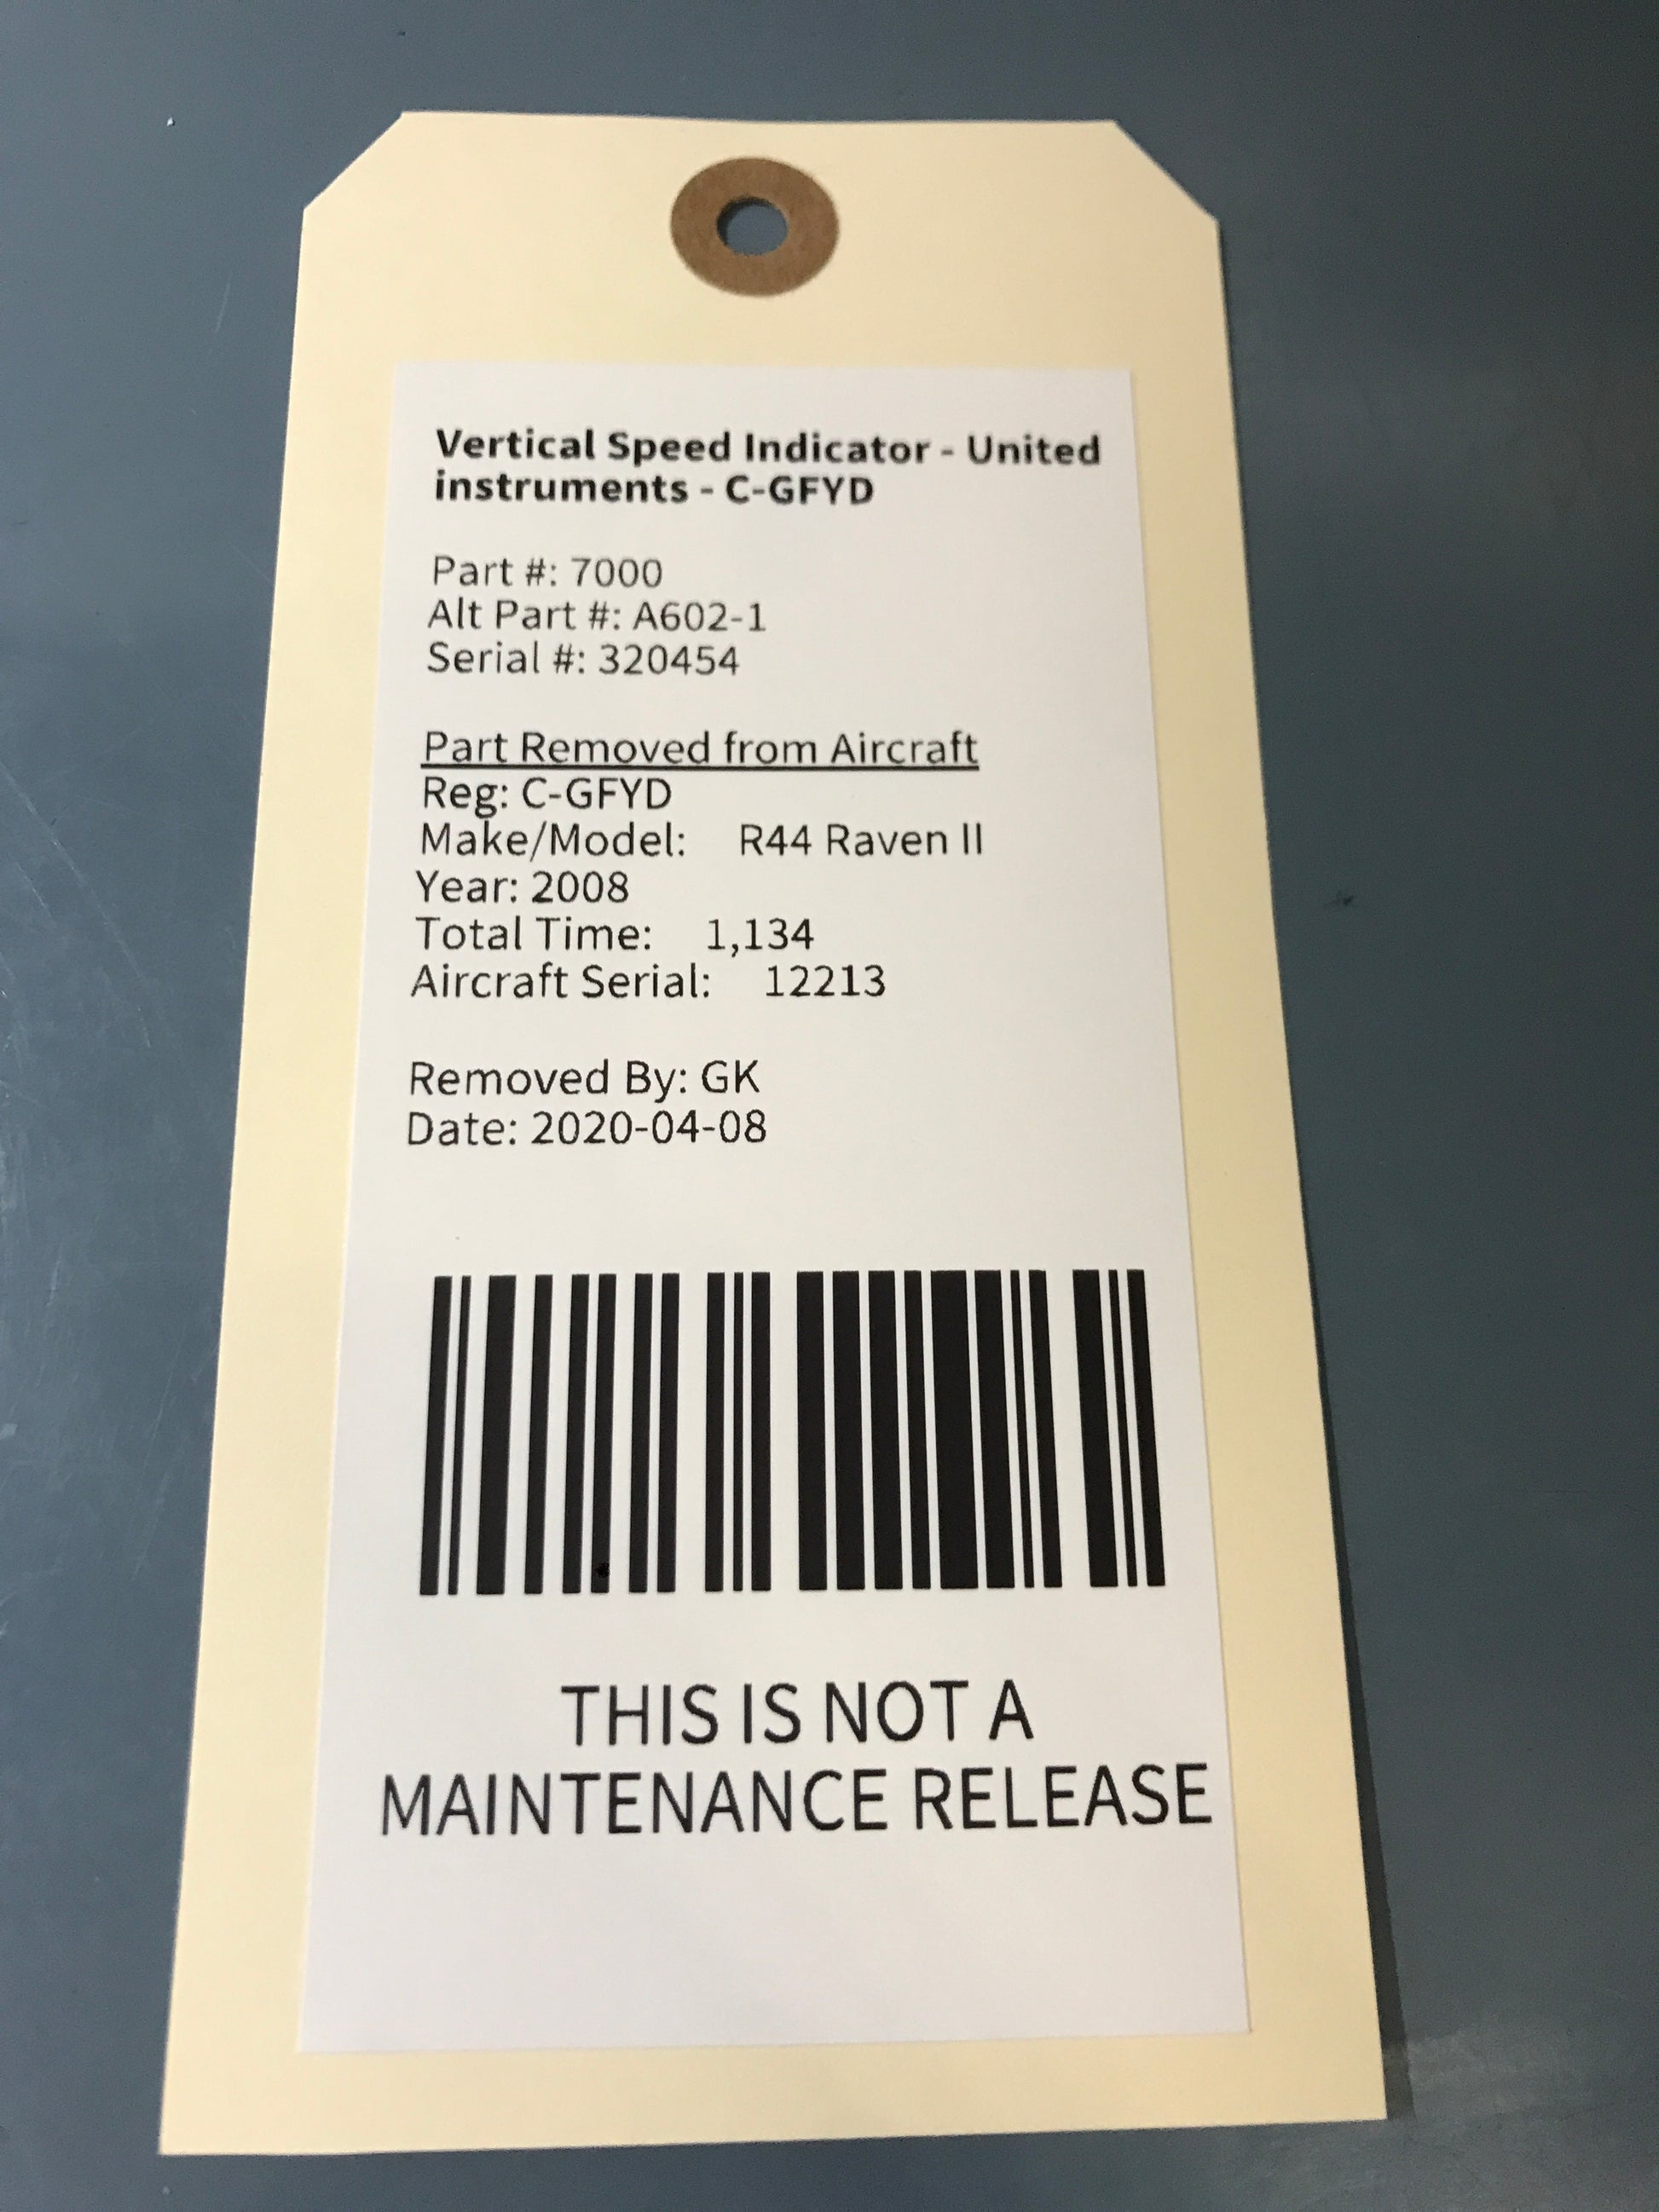 Vertical Speed Indicator - United
instruments - C-GFYD
Part #: 7000
Alt Part #: A602-1
Serial #: 320454
Part Removed from Aircraft
Reg: C-GFYD
Make/Model: R44 Raven II
Year: 2008
Total Time: 1,134
Aircraft Serial: 12213
Removed By: GK
Date: 2020-04-08
THIS IS NOT A
MAINTENANCE RELEASE